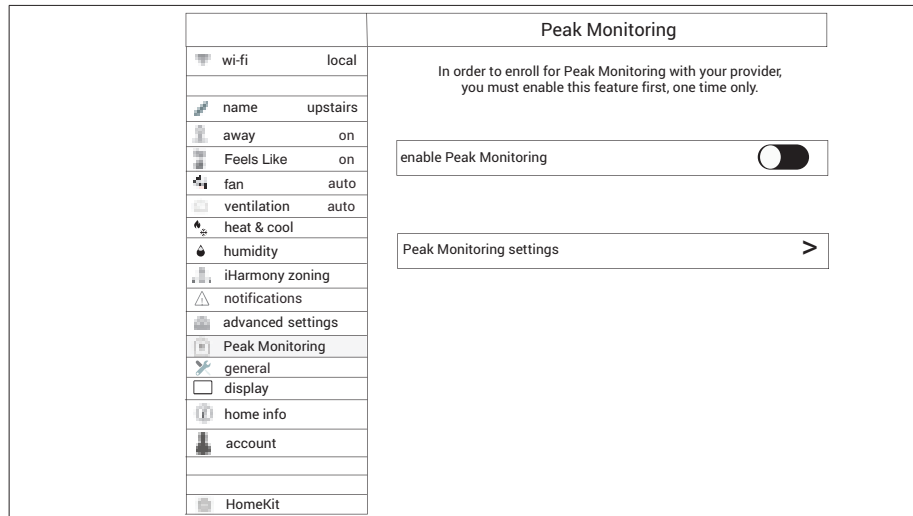 Peak Monitoring
wi-fi local
name upstairs
away on
Feels Like on
fan auto
ventilation auto
heat & cool
humidity
iHarmony zoning
notifications
advanced settings
Peak Monitoring
general
display
home info
account
HomeKit
In order to enroll for Peak Monitoring with your provider,
you must enable this feature first, one time only.
enable Peak Monitoring
Peak Monitoring settings >